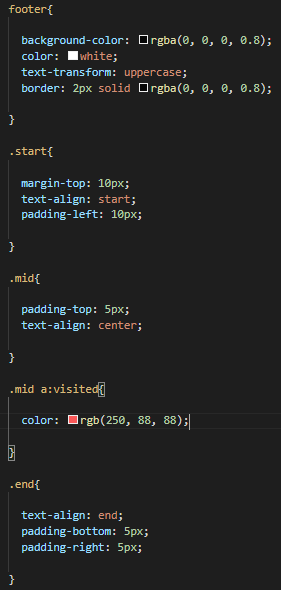 footer{
background-color: rgba(0, 0, 0, 0.8);
color: white;
text-transform: uppercase;
border: 2px solid rgba(0, 0, 0, 0.8);
}
.start{
margin-top: 10px;
text-align: start;
padding-left: 10px;
}
.mid{
padding-top: 5px;
text-align: center;
}
.mid a:visited{
color: rgb(250, 88, 88);
}
.end{
text-align: end;
padding-bottom: 5px;
padding-right: 5px;
}